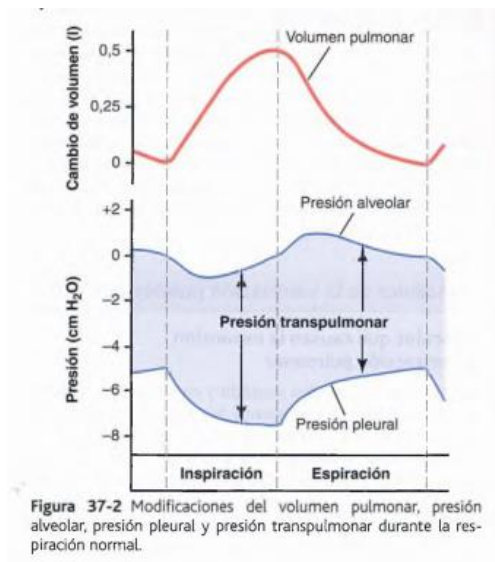 Cambio de volumen (l)
0,5
0,25
0
Volumen pulmonar
Presión (cm H₂O)
+2
0
−2
−4
−6
−8
Presión alveolar
Presión transpulmonar
Presión pleural
Inspiración
Espiración
Figura 37-2 Modificaciones del volumen pulmonar, presión
alveolar, presión pleural y presión transpulmonar durante la res-
piración normal.